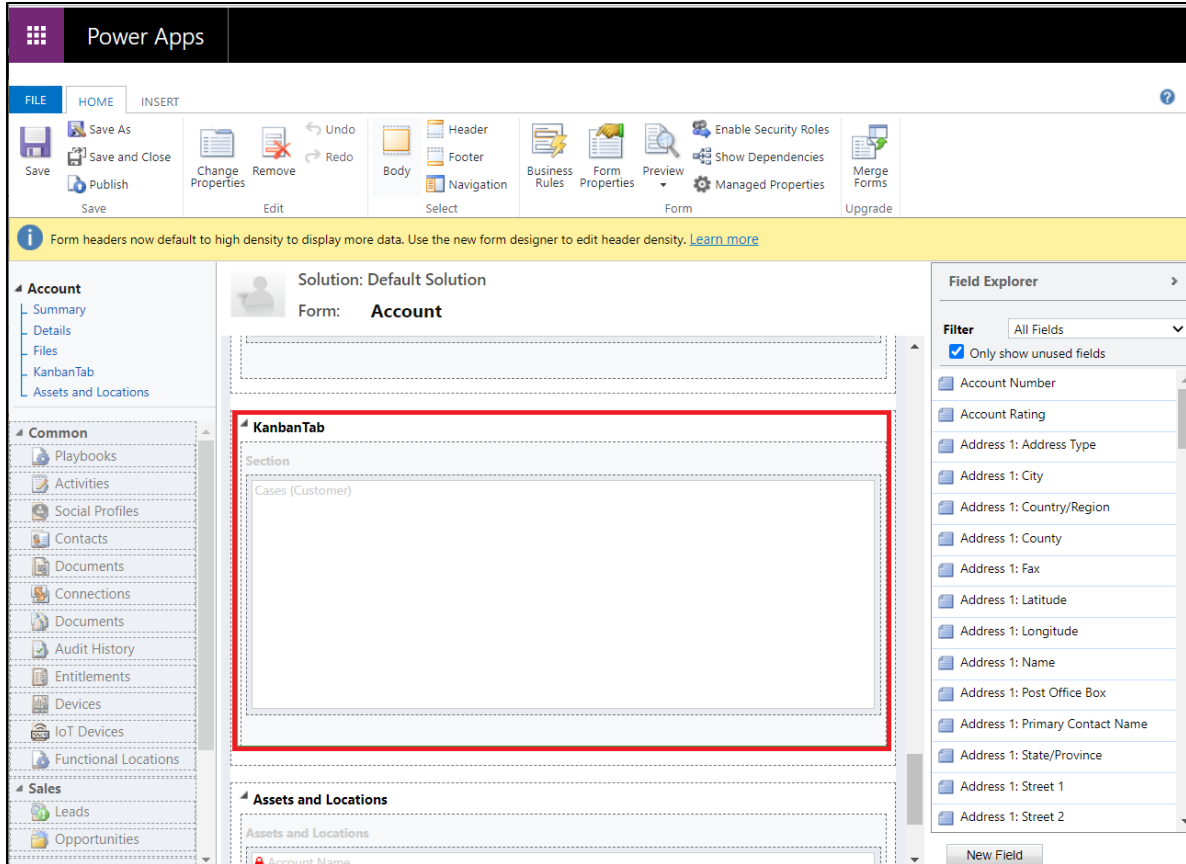 Power Apps
FILE
HOME
INSERT
Save
Save As
Save and Close
Publish
Save
Change Properties
Remove
Undo
Redo
Edit
Body
Header
Footer
Navigation
Select
Business Rules
Form Properties
Preview
Enable Security Roles
Show Dependencies
Managed Properties
Form
Merge Forms
Upgrade
Form headers now default to high density to display more data. Use the new form designer to edit header density. Learn more
Account
Summary
Details
Files
KanbanTab
Assets and Locations
Common
Playbooks
Activities
Social Profiles
Contacts
Documents
Connections
Documents
Audit History
Entitlements
Devices
IoT Devices
Functional Locations
Sales
Leads
Opportunities
Solution: Default Solution
Form: Account
KanbanTab
Section
Cases (Customer)
Assets and Locations
Assets and Locations
Account Name
Field Explorer
Filter All Fields
Only show unused fields
Account Number
Account Rating
Address 1: Address Type
Address 1: City
Address 1: Country/Region
Address 1: County
Address 1: Fax
Address 1: Latitude
Address 1: Longitude
Address 1: Name
Address 1: Post Office Box
Address 1: Primary Contact Name
Address 1: State/Province
Address 1: Street 1
Address 1: Street 2
New Field